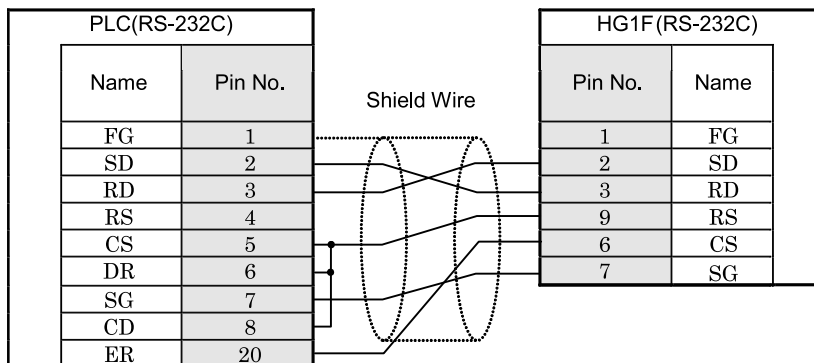 PLC(RS-232C)
Name Pin No.
FG 1
SD 2
RD 3
RS 4
CS 5
DR 6
SG 7
CD 8
ER 20
Shield Wire
HG1F(RS-232C)
Pin No. Name
1 FG
2 SD
3 RD
9 RS
6 CS
7 SG